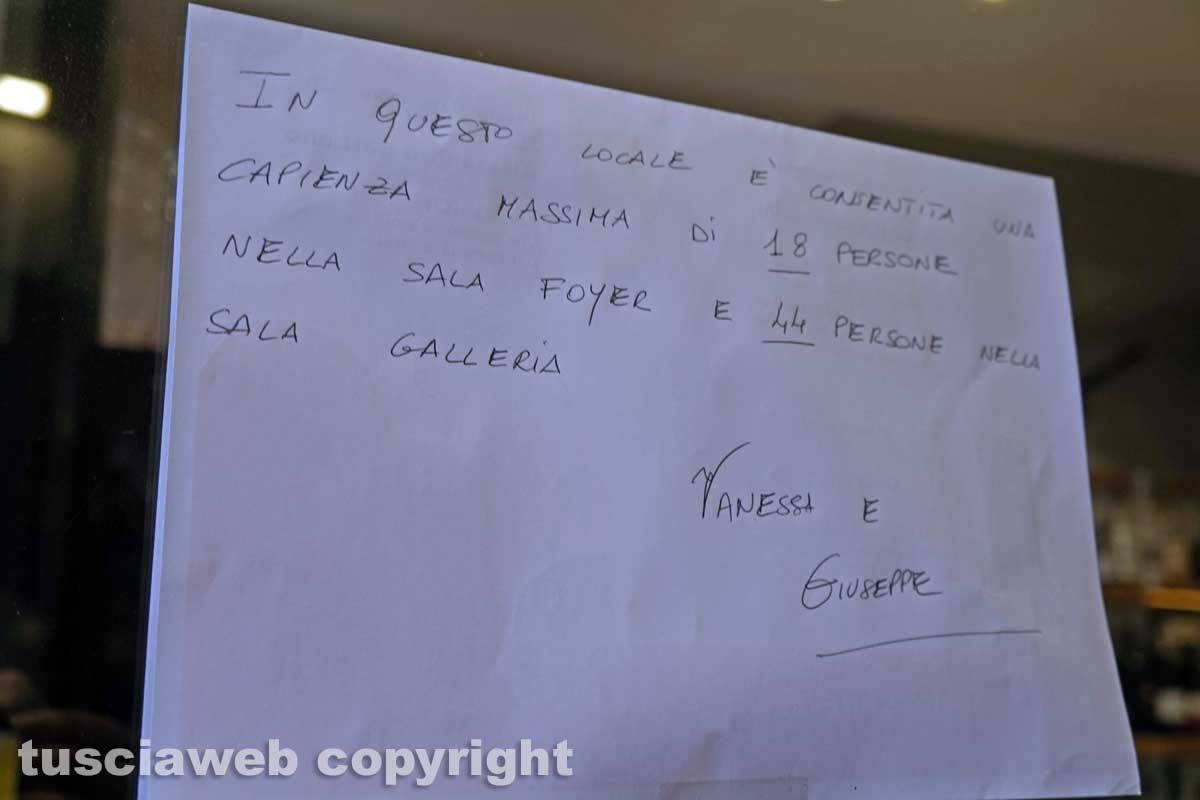 In questo locale è consentita una
capienza massima di 18 persone
nella sala foyer e 44 persone nella
sala galleria
Vanessa e
Giuseppe
tusciaweb copyright